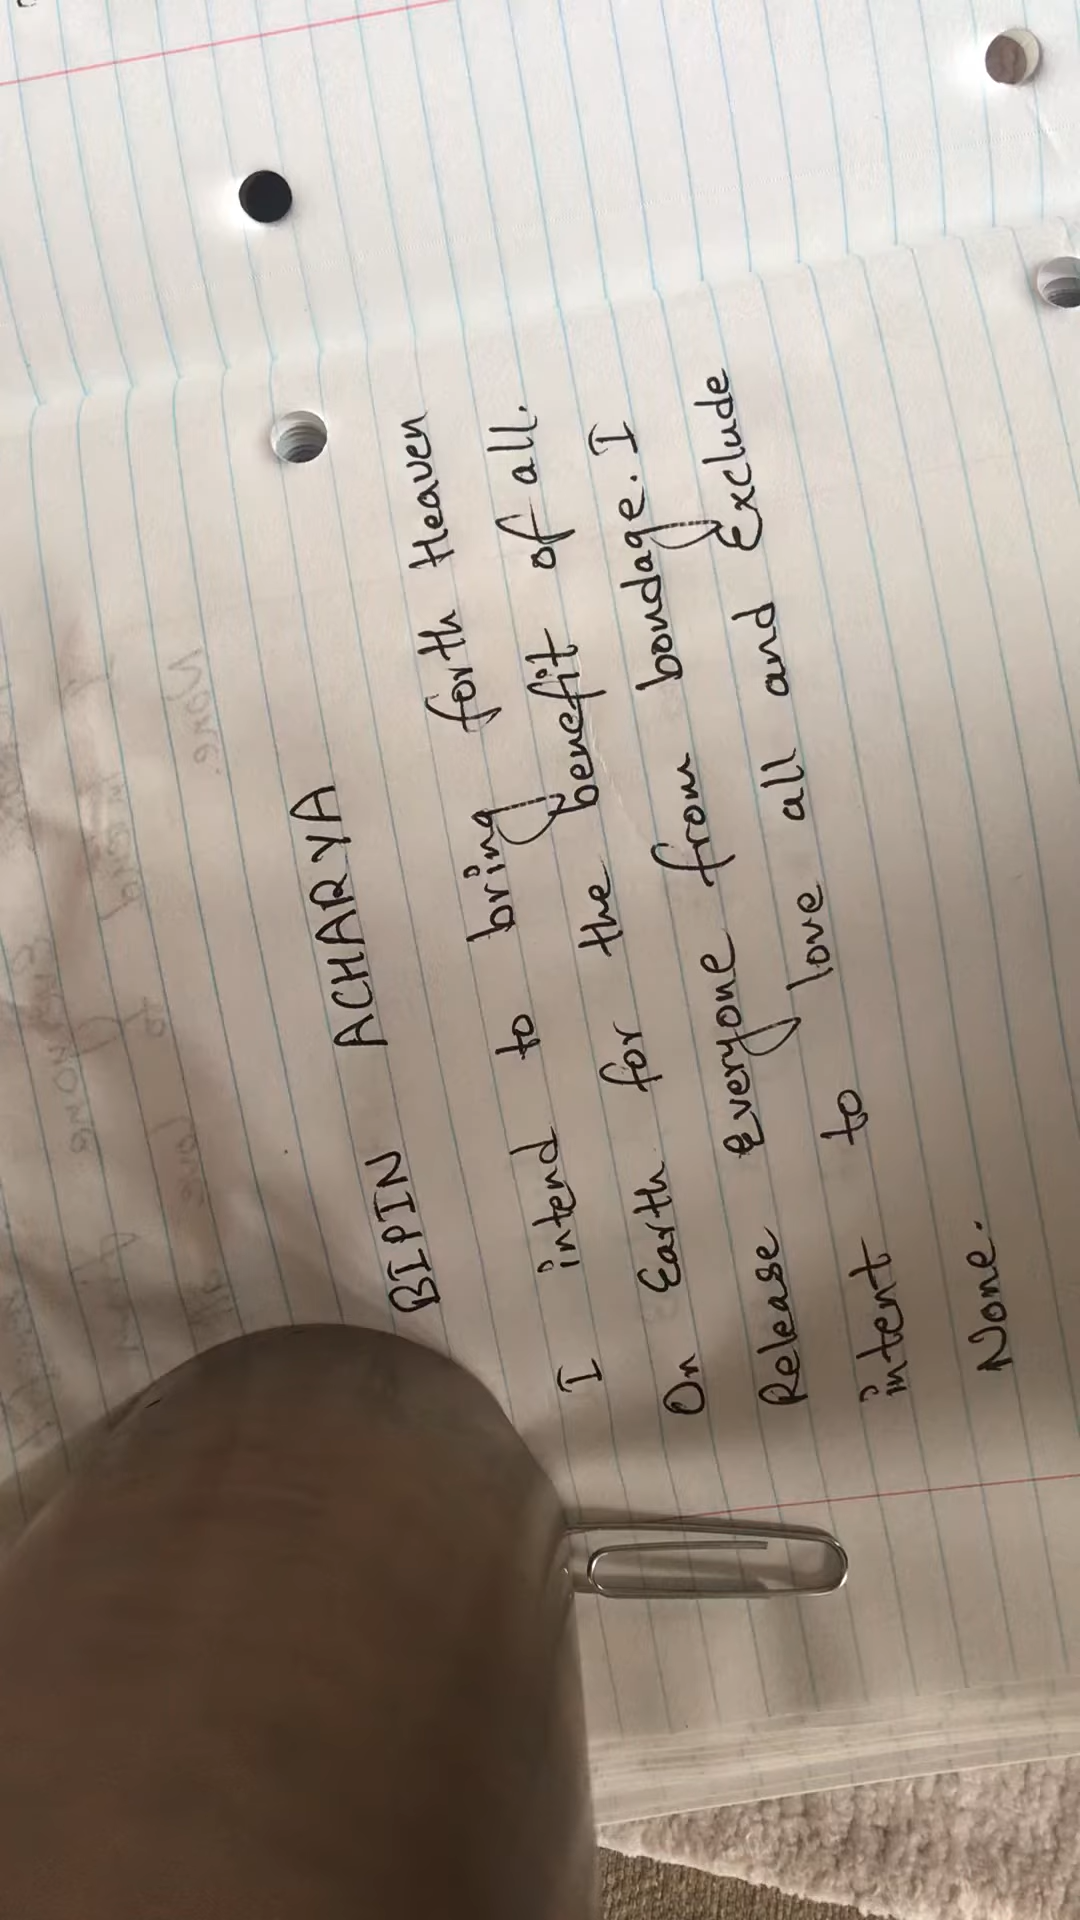 BIPIN ACHARYA
I intend to bring forth Heaven
On Earth for the benefit of all.
Release Everyone from bondage. I
intent to love all and Exclude
None.